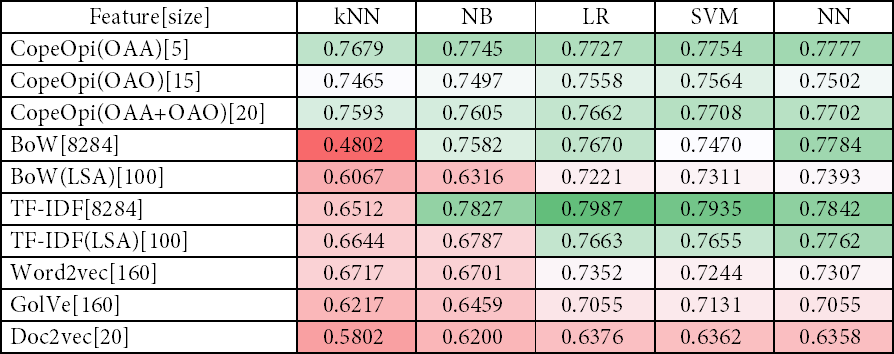 Feature[size] kNN NB LR SVM NN
CopeOpi(OAA)[5] 0.7679 0.7745 0.7727 0.7754 0.7777
CopeOpi(OAO)[15] 0.7465 0.7497 0.7558 0.7564 0.7502
CopeOpi(OAA+OAO)[20] 0.7593 0.7605 0.7662 0.7708 0.7702
BoW[8284] 0.4802 0.7582 0.7670 0.7470 0.7784
BoW(LSA)[100] 0.6067 0.6316 0.7221 0.7311 0.7393
TF-IDF[8284] 0.6512 0.7827 0.7987 0.7935 0.7842
TF-IDF(LSA)[100] 0.6644 0.6787 0.7663 0.7655 0.7762
Word2vec[160] 0.6717 0.6701 0.7352 0.7244 0.7307
GolVe[160] 0.6217 0.6459 0.7055 0.7131 0.7055
Doc2vec[20] 0.5802 0.6200 0.6376 0.6362 0.6358